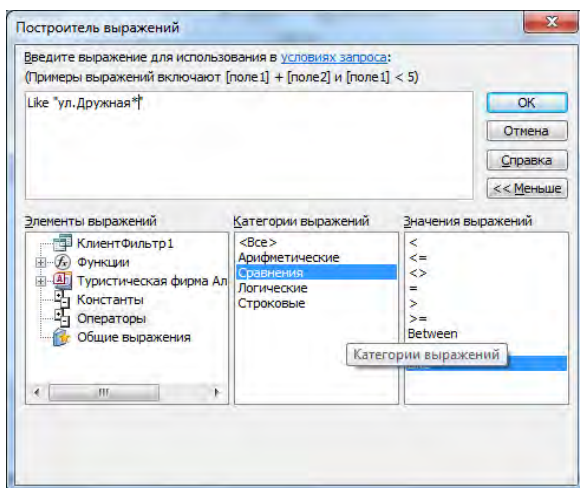 Построитель выражений
Введите выражение для использования в условиях запроса:
(Примеры выражений включают [поле1] + [поле2] и [поле1] < 5)
Like "ул.Дружная*"
ОК
Отмена
Справка
<< Меньше
Элементы выражений
КлиентФильтр1
Функции
Туристическая фирма Ал
Константы
Операторы
Общие выражения
Категории выражений
<Все>
Арифметические
Сравнения
Логические
Строковые
Значения выражений
<
<=
<>
=
>
>=
Between
Категории выражений